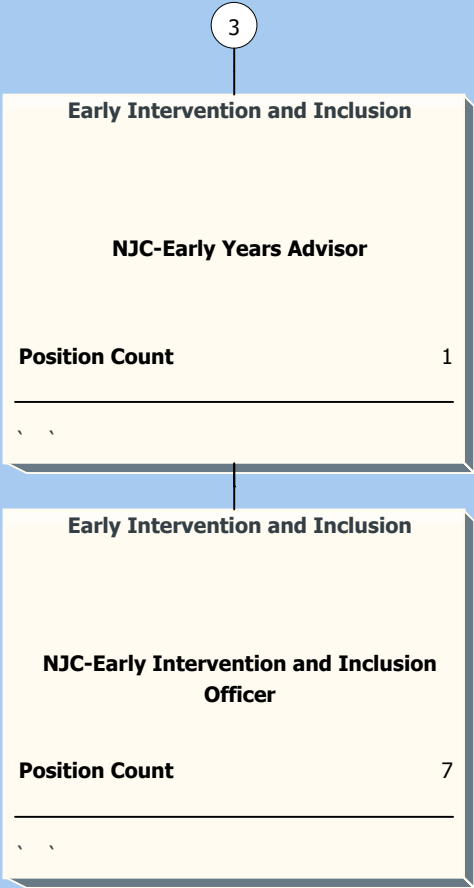 3
Early Intervention and Inclusion
NJC-Early Years Advisor
Position Count 1
` `
Early Intervention and Inclusion
NJC-Early Intervention and Inclusion
Officer
Position Count 7
` `